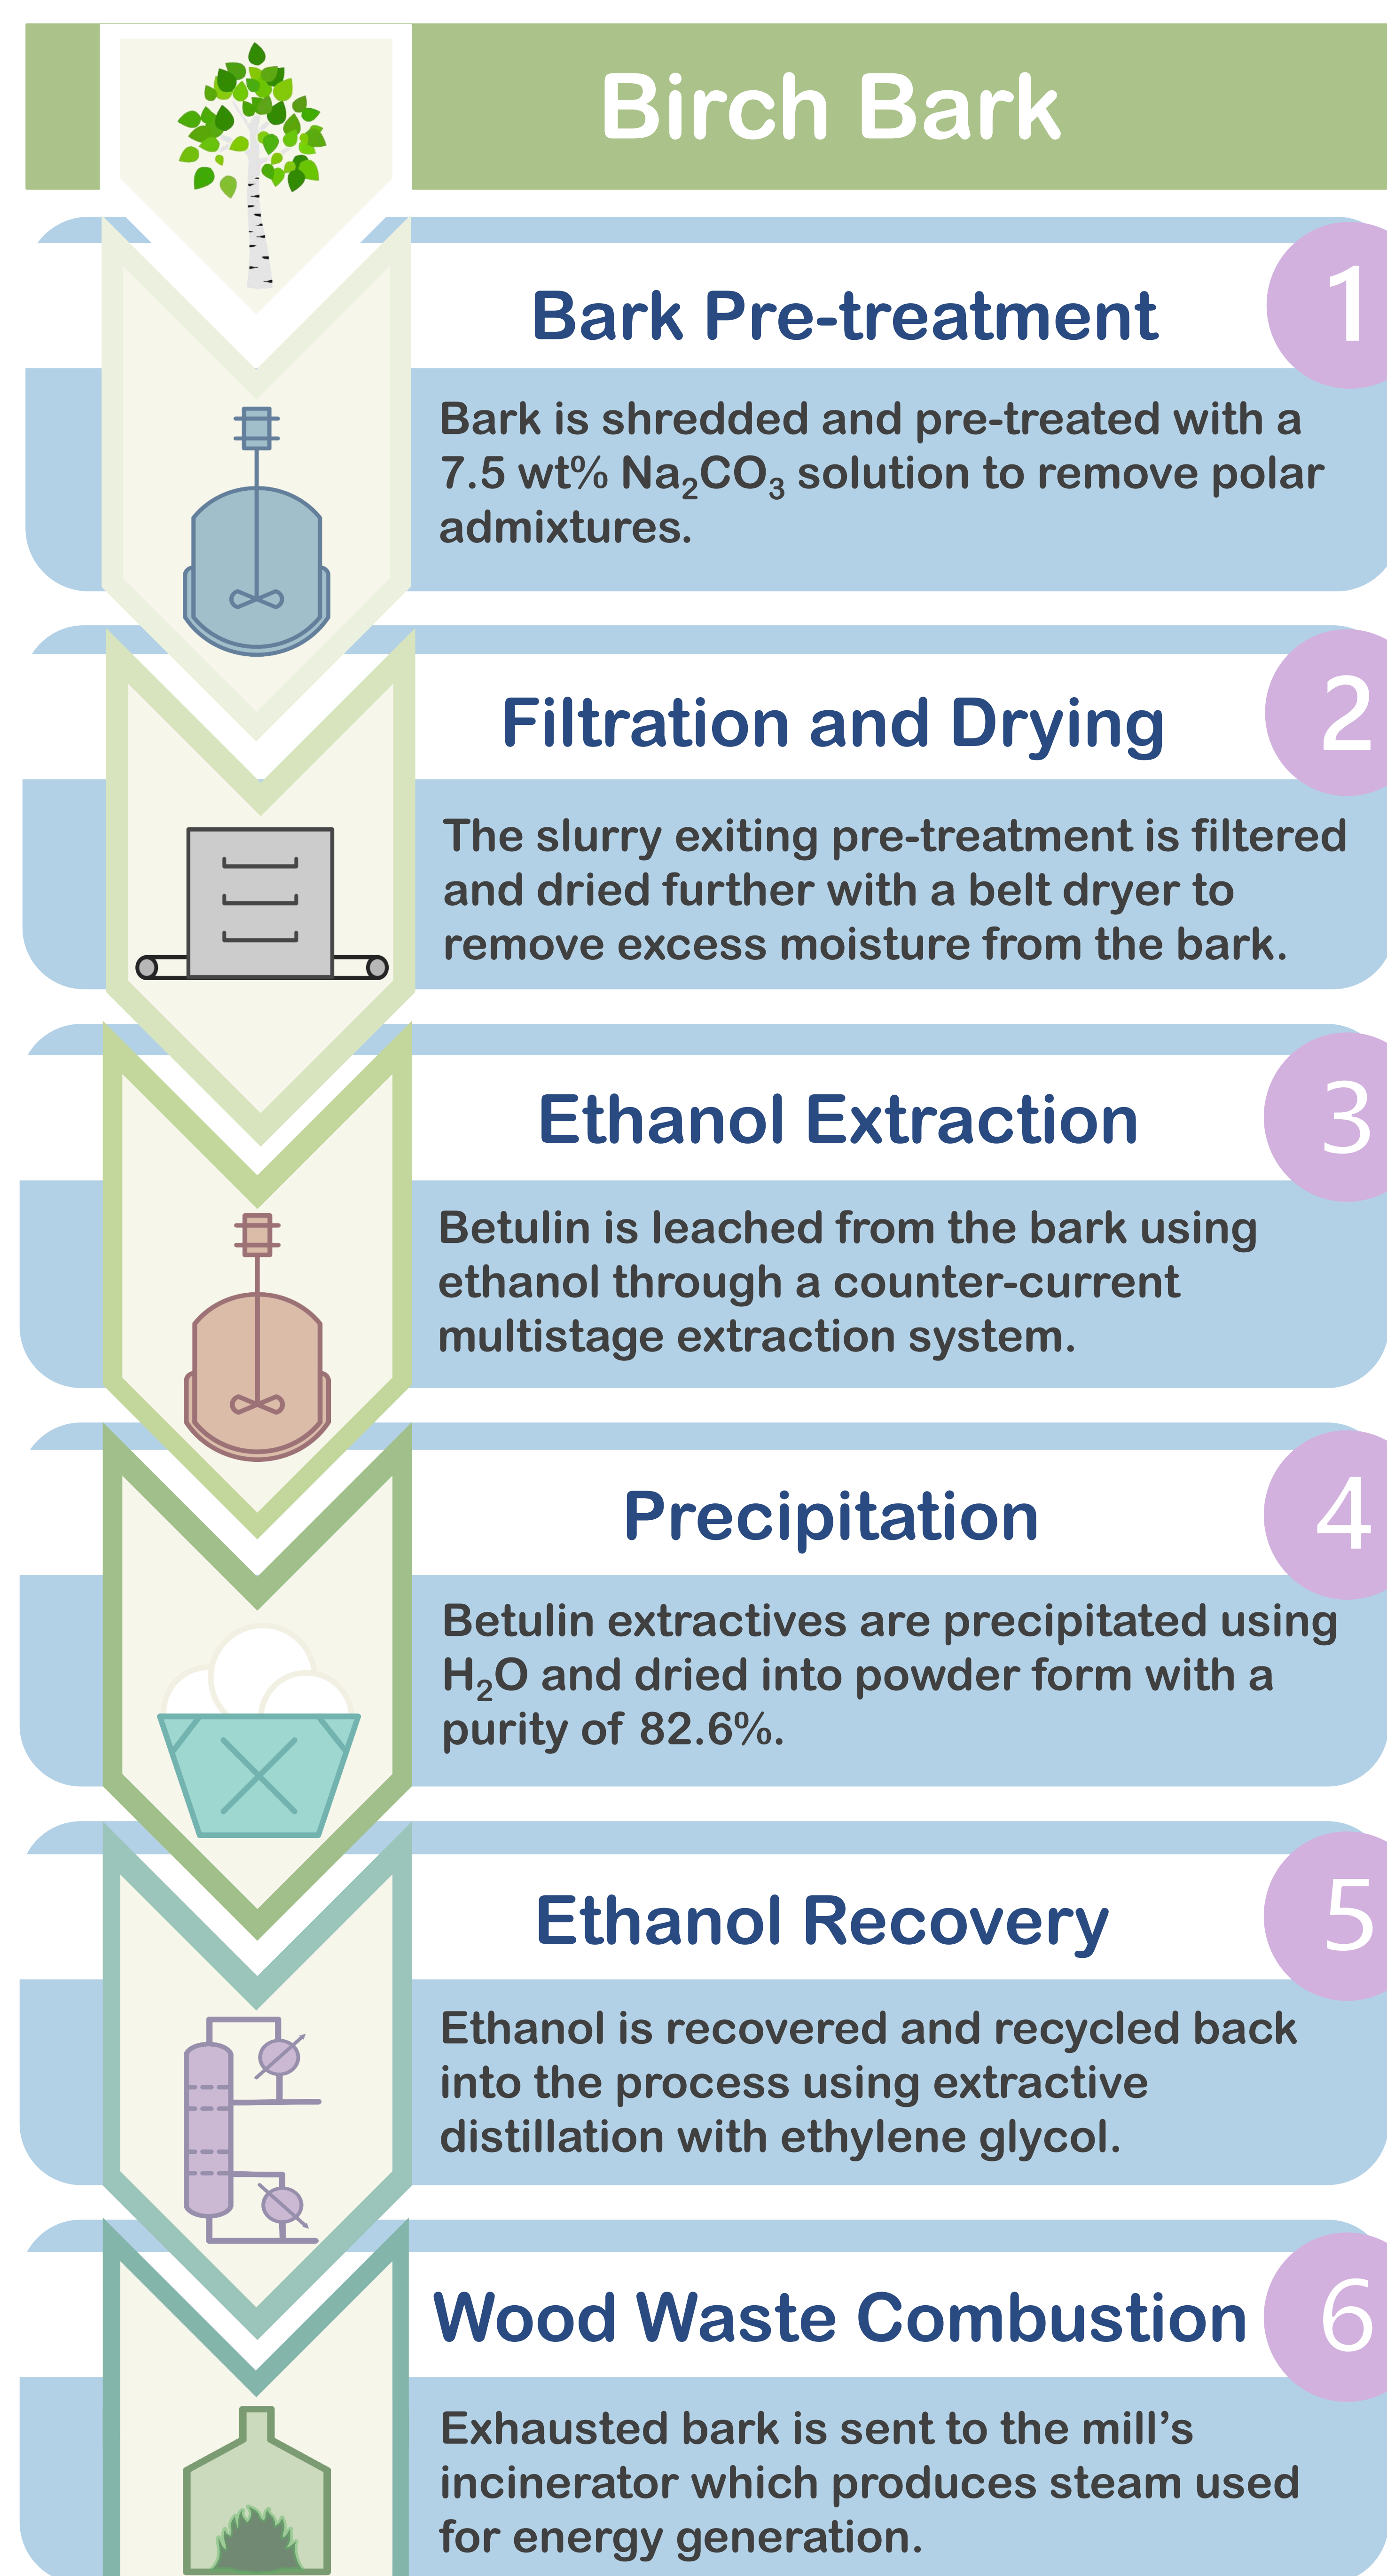 Birch Bark
1
Bark Pre-treatment
Bark is shredded and pre-treated with a
7.5 wt% Na₂CO₃ solution to remove polar
admixtures.
2
Filtration and Drying
The slurry exiting pre-treatment is filtered
and dried further with a belt dryer to
remove excess moisture from the bark.
3
Ethanol Extraction
Betulin is leached from the bark using
ethanol through a counter-current
multistage extraction system.
4
Precipitation
Betulin extractives are precipitated using
H₂O and dried into powder form with a
purity of 82.6%.
5
Ethanol Recovery
Ethanol is recovered and recycled back
into the process using extractive
distillation with ethylene glycol.
6
Wood Waste Combustion
Exhausted bark is sent to the mill’s
incinerator which produces steam used
for energy generation.